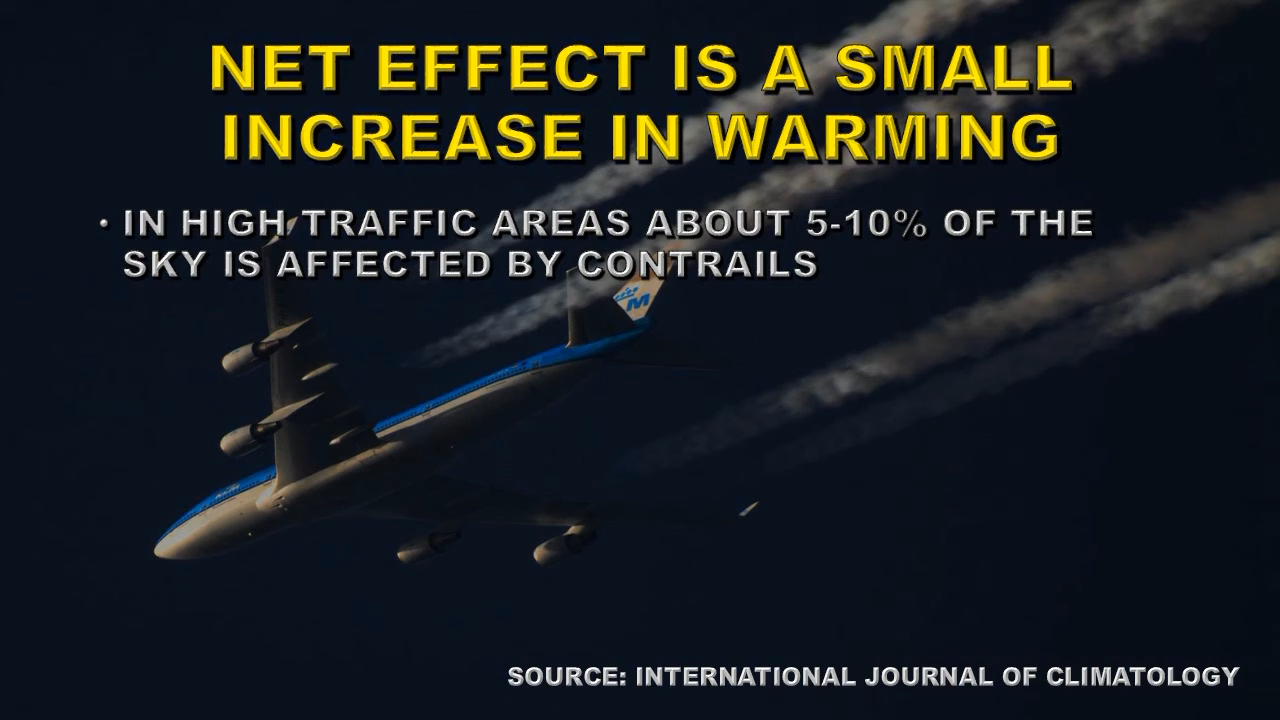 NET EFFECT IS A SMALL
INCREASE IN WARMING
• IN HIGH TRAFFIC AREAS ABOUT 5-10% OF THE
SKY IS AFFECTED BY CONTRAILS
SOURCE: INTERNATIONAL JOURNAL OF CLIMATOLOGY